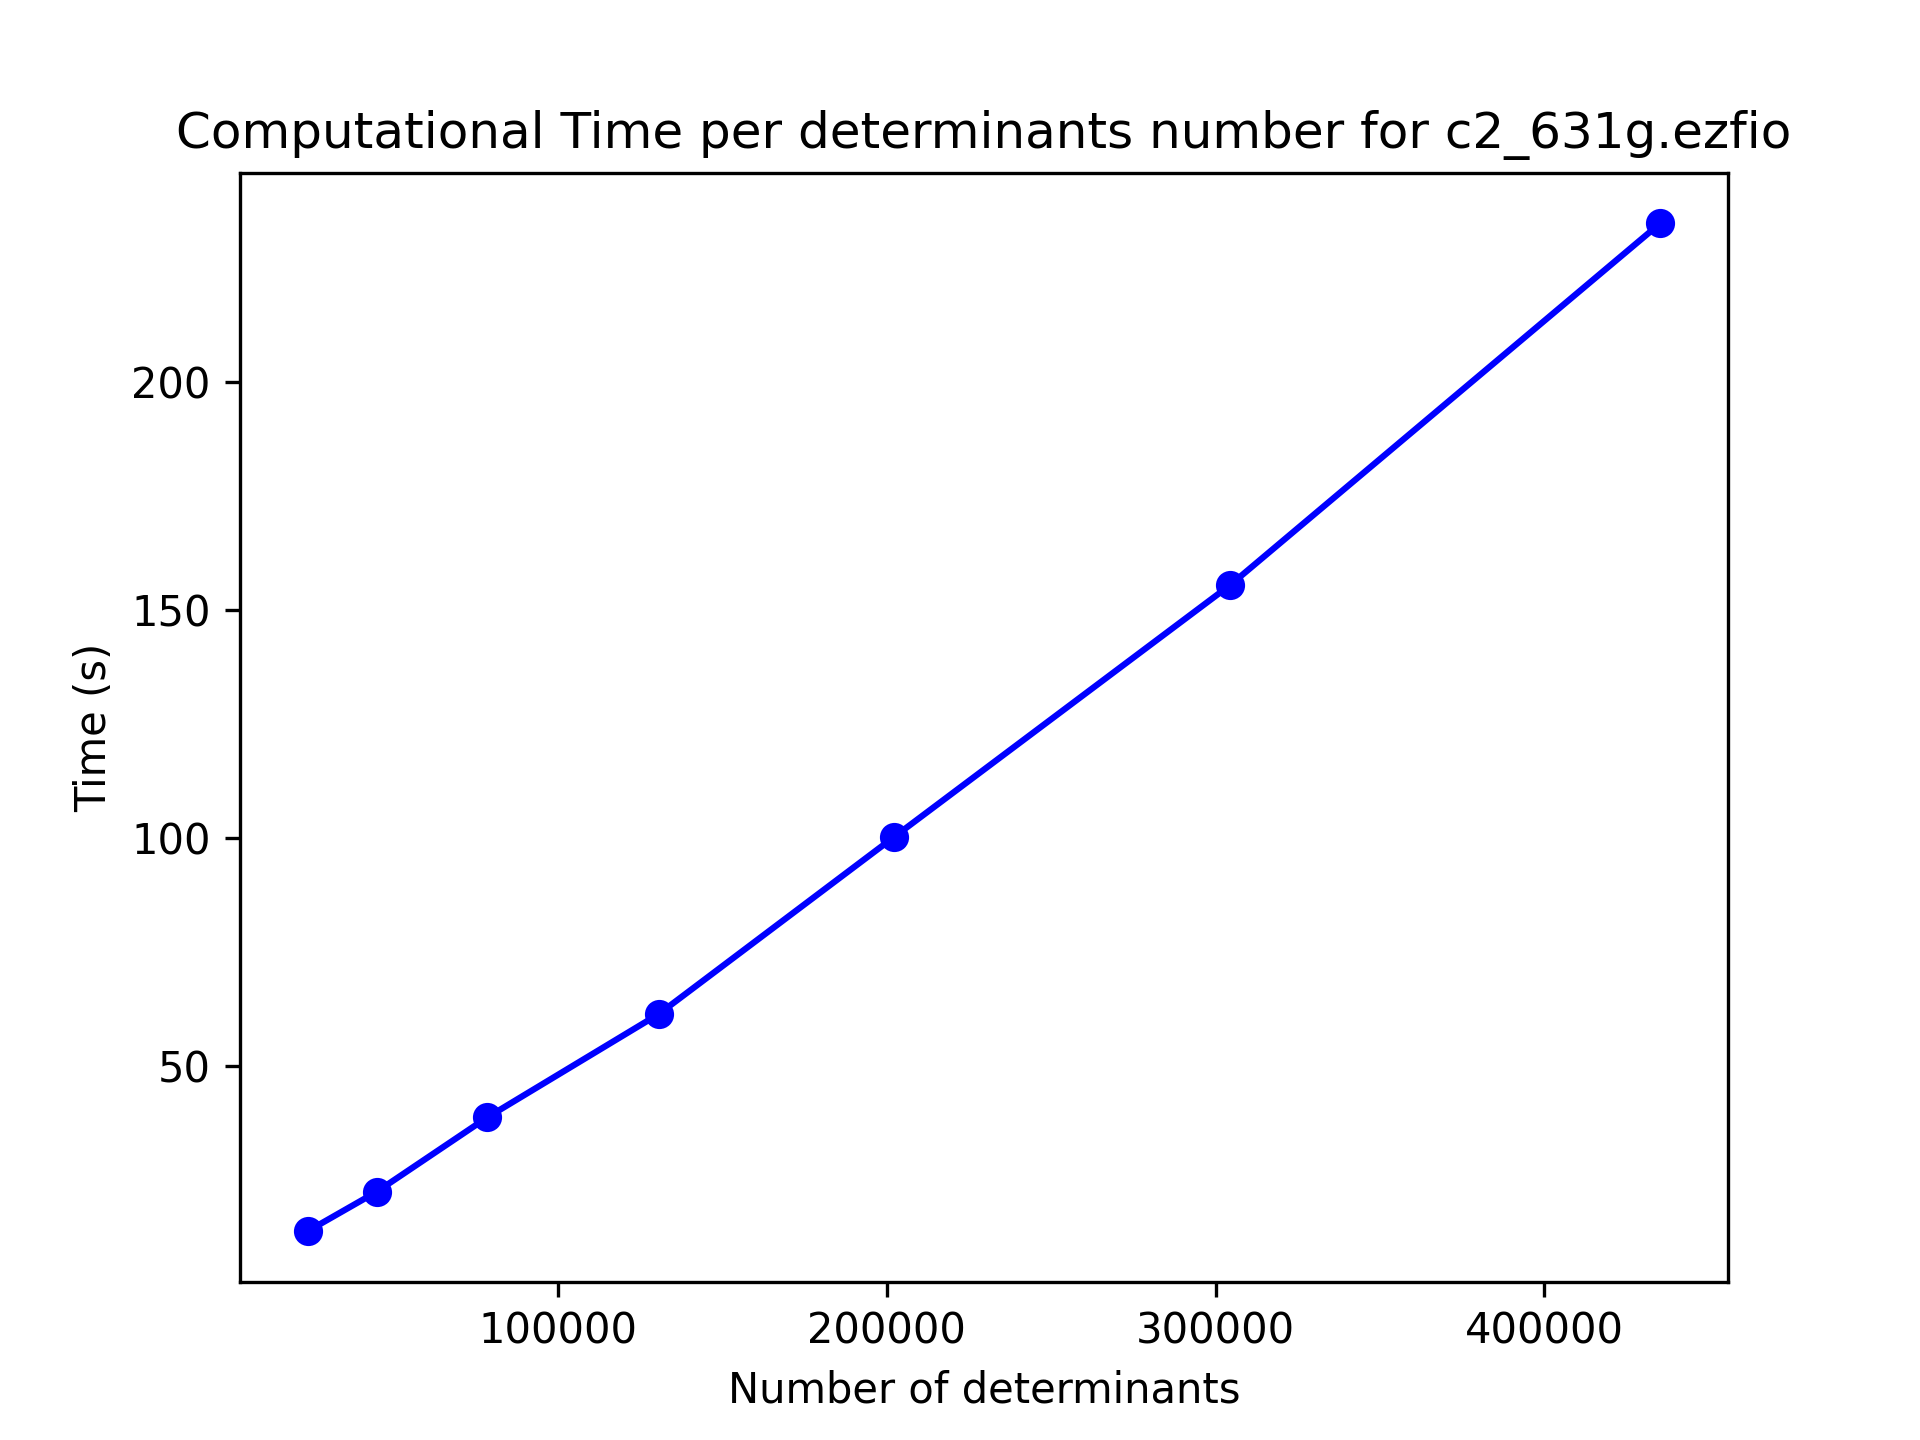 Computational Time per determinants number for c2_631g.ezfio
200
150
100
50
Time (s)
100000 200000 300000 400000
Number of determinants